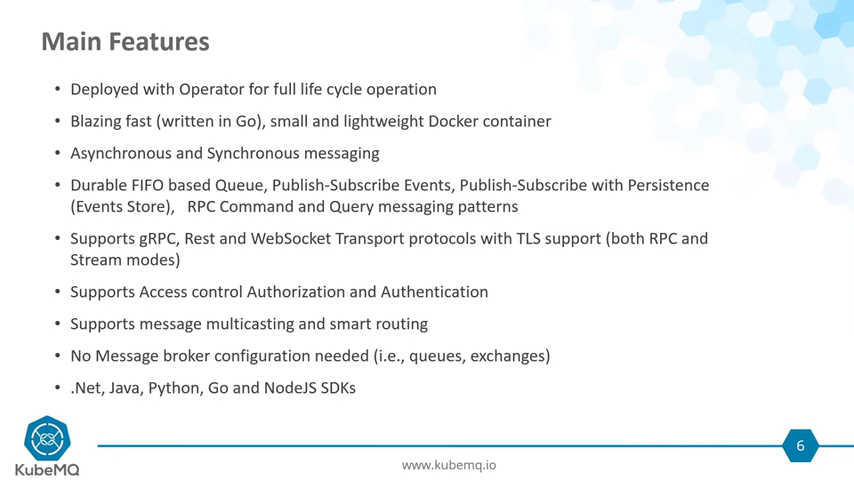 Main Features
• Deployed with Operator for full life cycle operation
• Blazing fast (written in Go), small and lightweight Docker container
• Asynchronous and Synchronous messaging
• Durable FIFO based Queue, Publish-Subscribe Events, Publish-Subscribe with Persistence
(Events Store),   RPC Command and Query messaging patterns
• Supports gRPC, Rest and WebSocket Transport protocols with TLS support (both RPC and
Stream modes)
• Supports Access control Authorization and Authentication
• Supports message multicasting and smart routing
• No Message broker configuration needed (i.e., queues, exchanges)
• .Net, Java, Python, Go and NodeJS SDKs
KubeMQ
www.kubemq.io
6